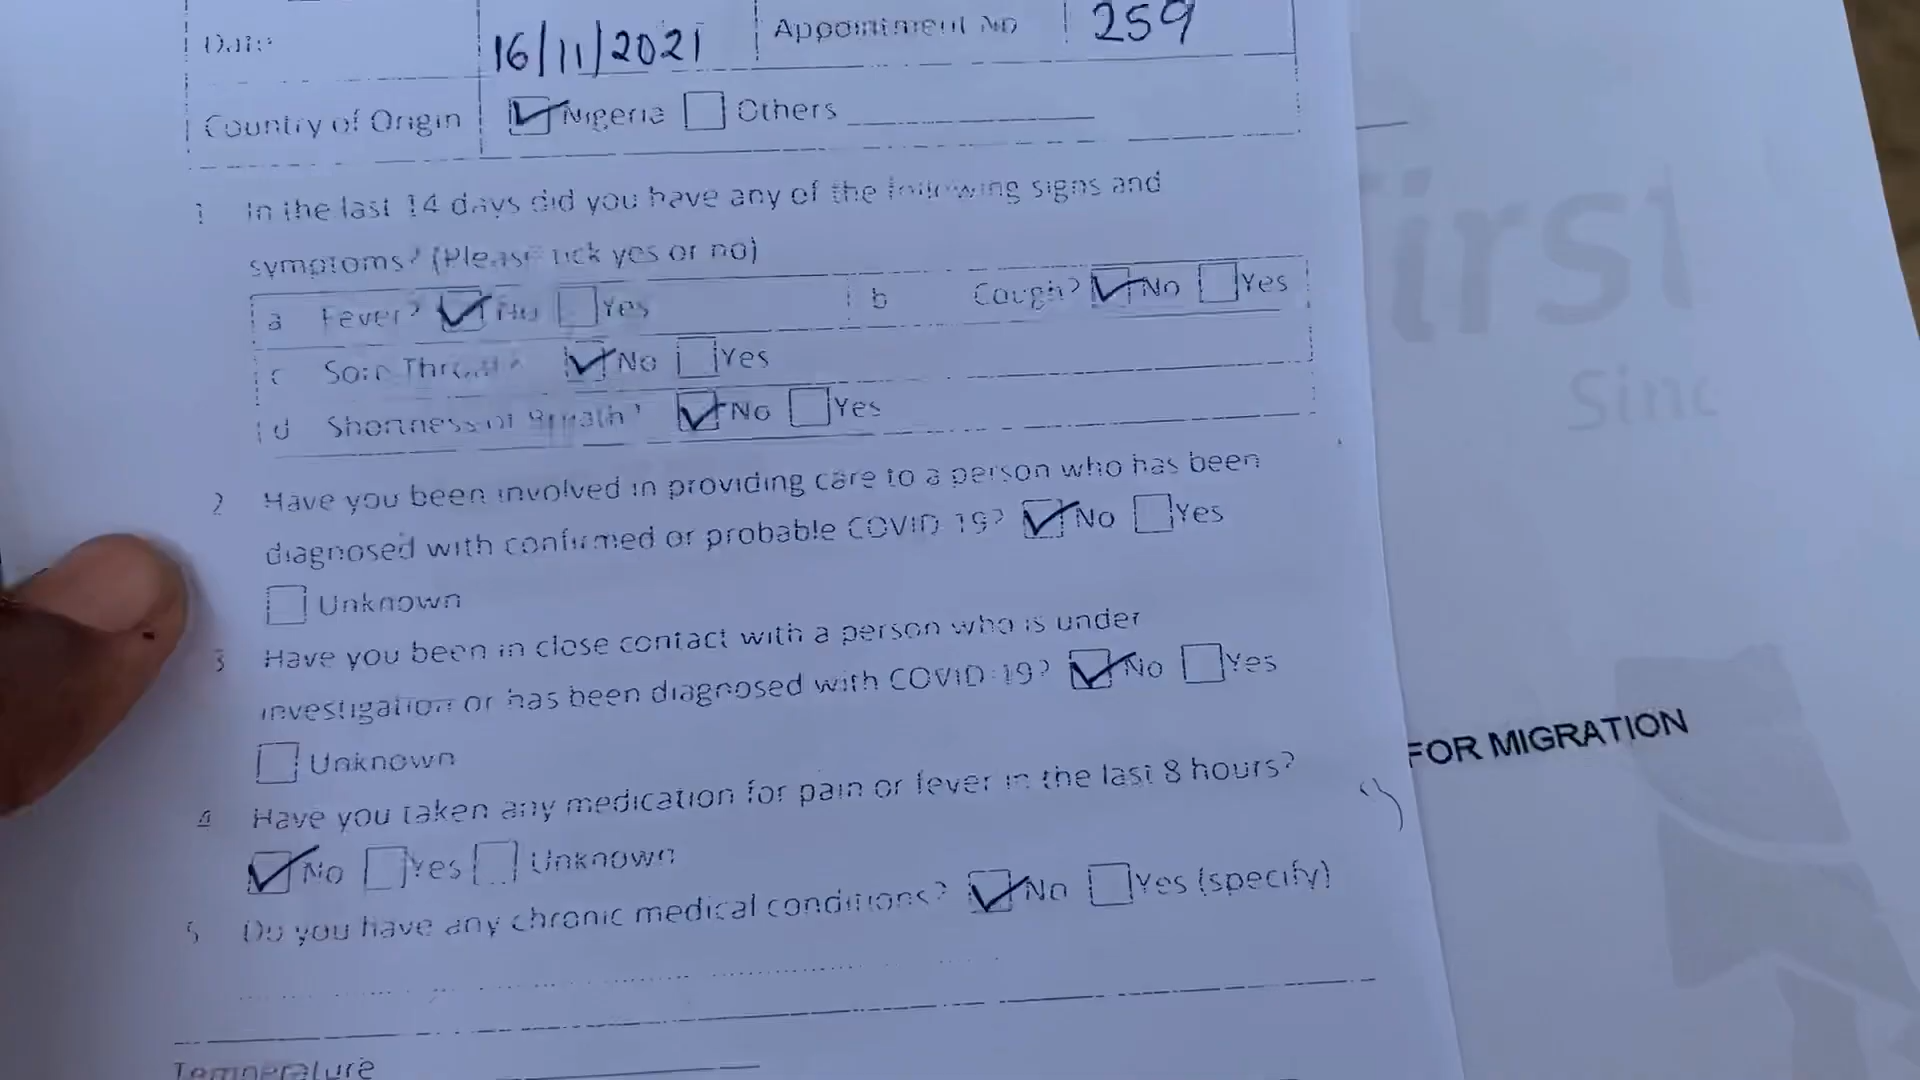 Date 16/11/2021 Appointment No 259
Country of Origin Nigeria Others
1 In the last 14 days did you have any of the following signs and
symptoms? (Please tick yes or no)
a Fever? No Yes b Cough? No Yes
c Sore Throat? No Yes
d Shortness of Breath? No Yes
2 Have you been involved in providing care to a person who has been
diagnosed with confirmed or probable COVID 19? No Yes
Unknown
3 Have you been in close contact with a person who is under
investigation or has been diagnosed with COVID-19? No Yes
Unknown
4 Have you taken any medication for pain or fever in the last 8 hours?
No Yes Unknown
5 Do you have any chronic medical conditions? No Yes (specify)
Temperature
First
Sinc
FOR MIGRATION